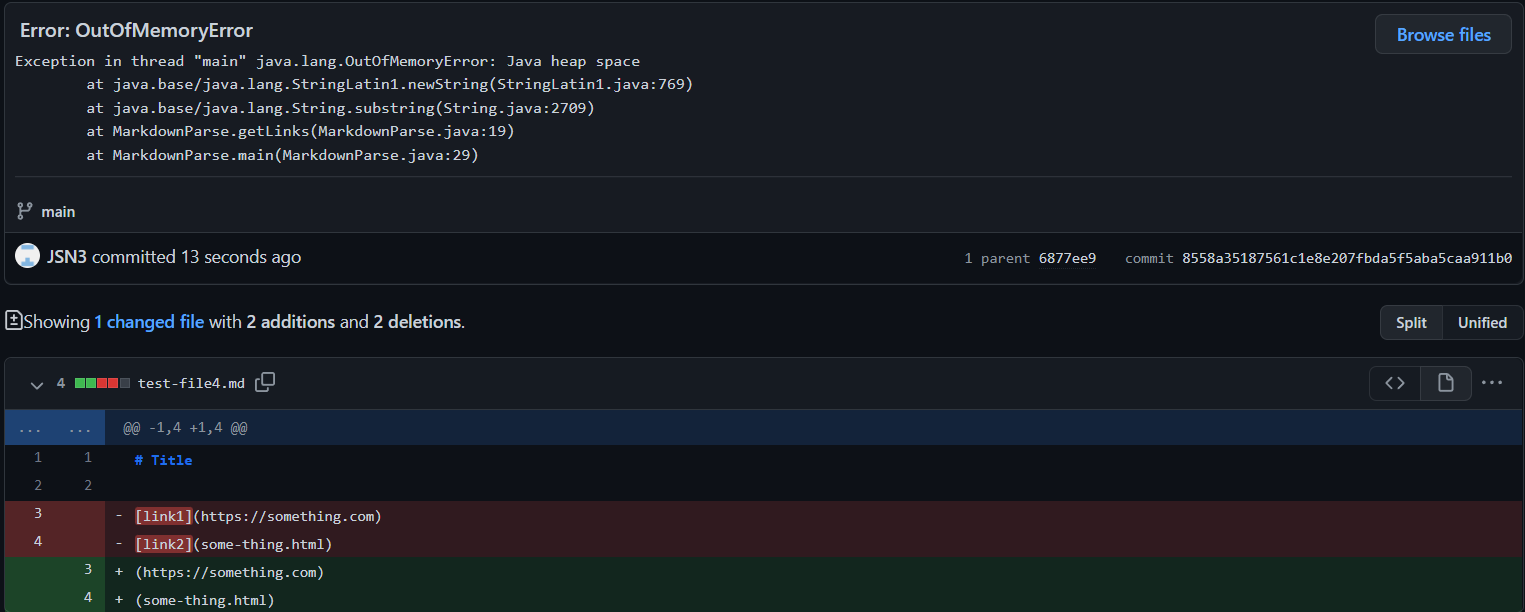 Error: OutOfMemoryError
Browse files
Exception in thread "main" java.lang.OutOfMemoryError: Java heap space
at java.base/java.lang.StringLatin1.newString(StringLatin1.java:769)
at java.base/java.lang.String.substring(String.java:2709)
at MarkdownParse.getLinks(MarkdownParse.java:19)
at MarkdownParse.main(MarkdownParse.java:29)
main
JSN3 committed 13 seconds ago 1 parent 6877ee9 commit 8558a35187561c1e8e207fbda5f5aba5caa911b0
Showing 1 changed file with 2 additions and 2 deletions. Split Unified
4 test-file4.md
... ... @@ -1,4 +1,4 @@
1 1 # Title
2 2
3 - [link1](https://something.com)
4 - [link2](some-thing.html)
3 + (https://something.com)
4 + (some-thing.html)